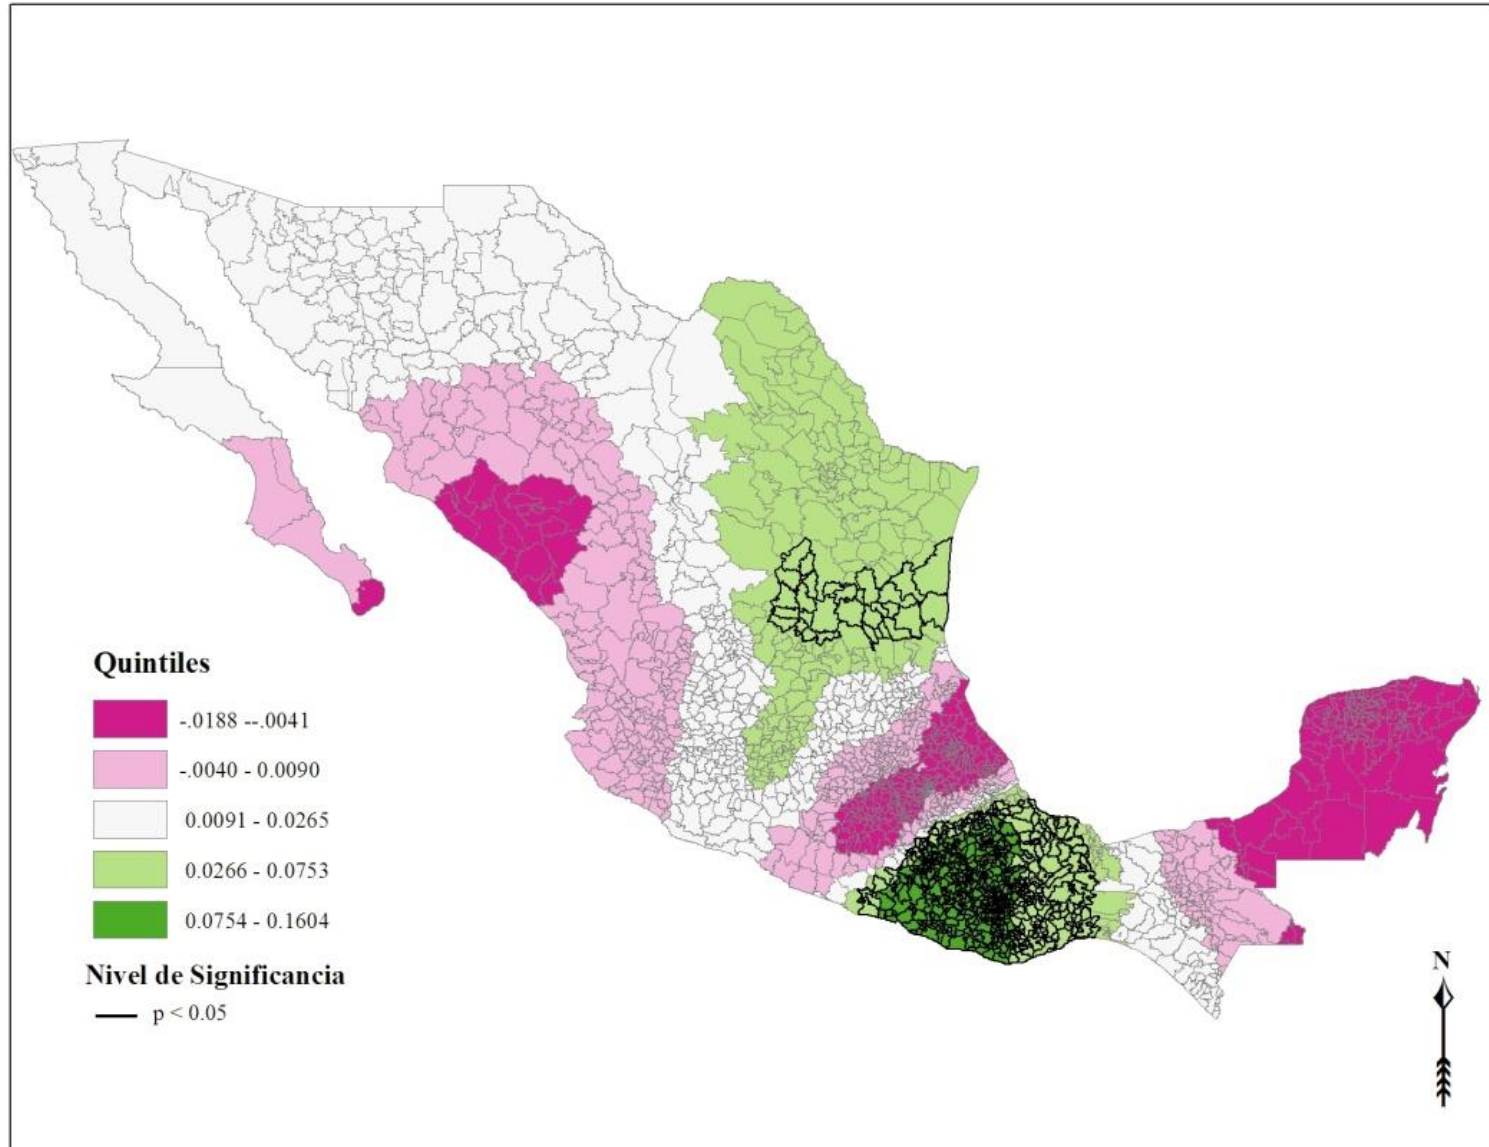 Quintiles
-.0188 --.0041
-.0040 - 0.0090
0.0091 - 0.0265
0.0266 - 0.0753
0.0754 - 0.1604
Nivel de Significancia
p < 0.05
N